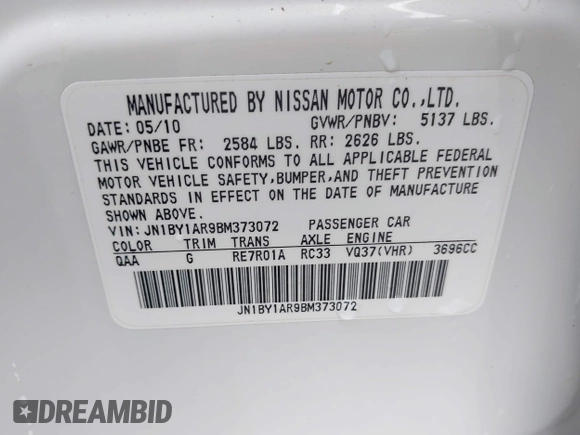 MANUFACTURED BY NISSAN MOTOR CO.,LTD.
DATE: 05/10 GVWR/PNBV: 5137 LBS.
GAWR/PNBE FR: 2584 LBS. RR: 2626 LBS.
THIS VEHICLE CONFORMS TO ALL APPLICABLE FEDERAL
MOTOR VEHICLE SAFETY,BUMPER,AND THEFT PREVENTION
STANDARDS IN EFFECT ON THE DATE OF MANUFACTURE
SHOWN ABOVE.
VIN: JN1BY1AR9BM373072 PASSENGER CAR
COLOR TRIM TRANS AXLE ENGINE
QAA G RE7R01A RC33 VQ37(VHR) 3696CC
JN1BY1AR9BM373072
DREAMBID